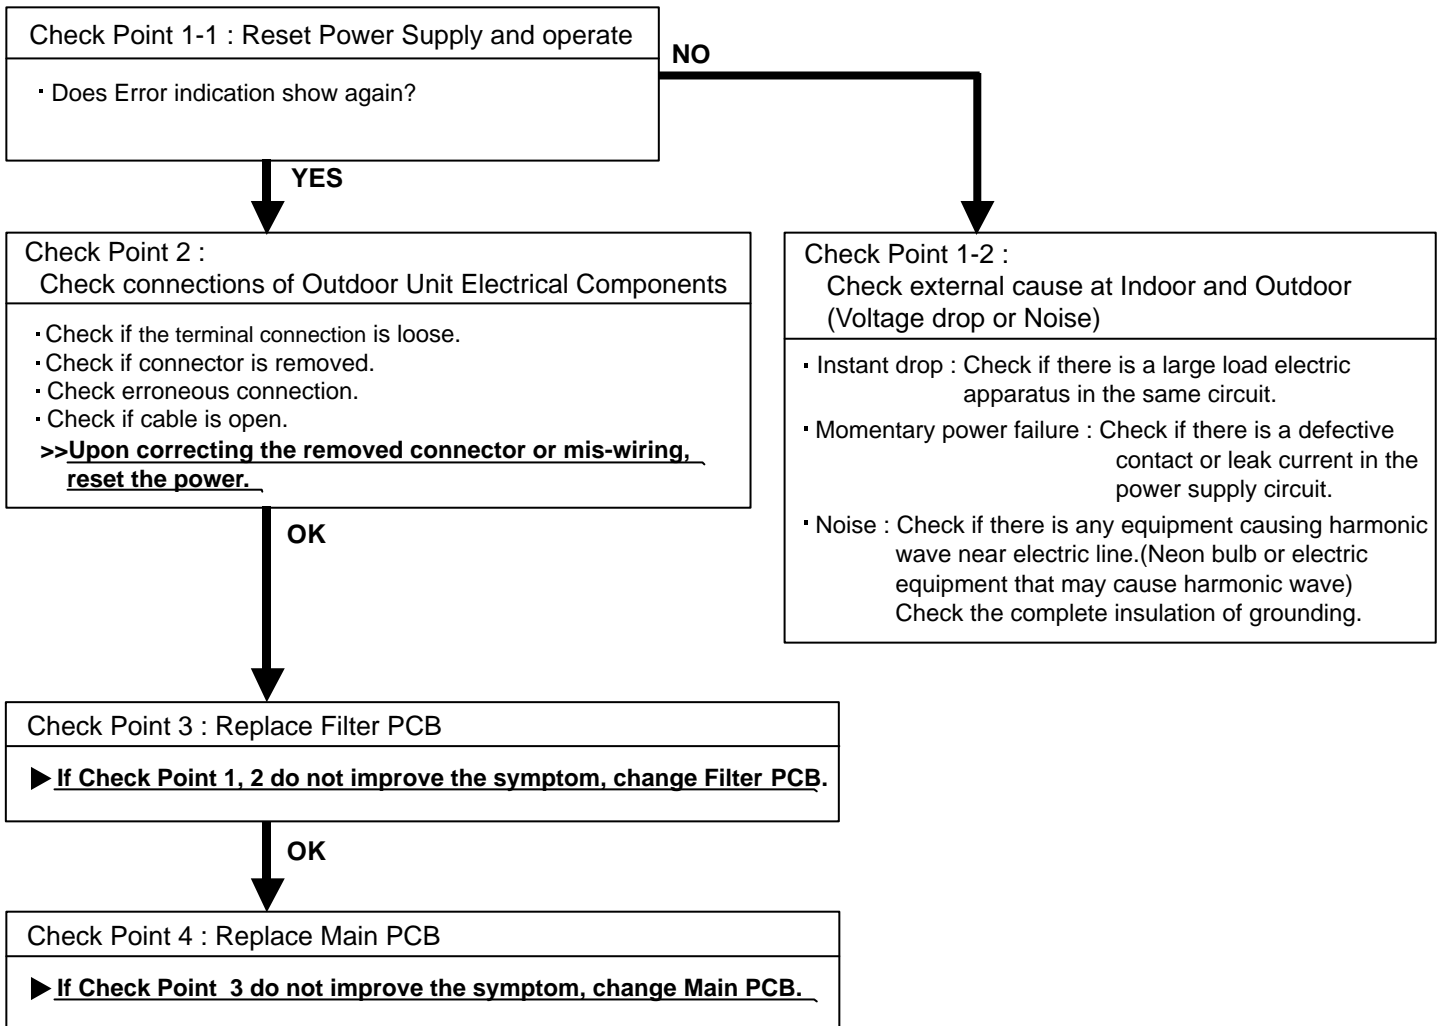 Check Point 1-1 : Reset Power Supply and operate
NO
· Does Error indication show again?
YES
Check Point 2 :
Check connections of Outdoor Unit Electrical Components
· Check if the terminal connection is loose.
· Check if connector is removed.
· Check erroneous connection.
· Check if cable is open.
>>Upon correcting the removed connector or mis-wiring,
reset the power.
OK
Check Point 1-2 :
Check external cause at Indoor and Outdoor
(Voltage drop or Noise)
· Instant drop : Check if there is a large load electric
apparatus in the same circuit.
· Momentary power failure : Check if there is a defective
contact or leak current in the
power supply circuit.
· Noise : Check if there is any equipment causing harmonic
wave near electric line.(Neon bulb or electric
equipment that may cause harmonic wave)
Check the complete insulation of grounding.
Check Point 3 : Replace Filter PCB
▶ If Check Point 1, 2 do not improve the symptom, change Filter PCB.
OK
Check Point 4 : Replace Main PCB
▶ If Check Point 3 do not improve the symptom, change Main PCB.